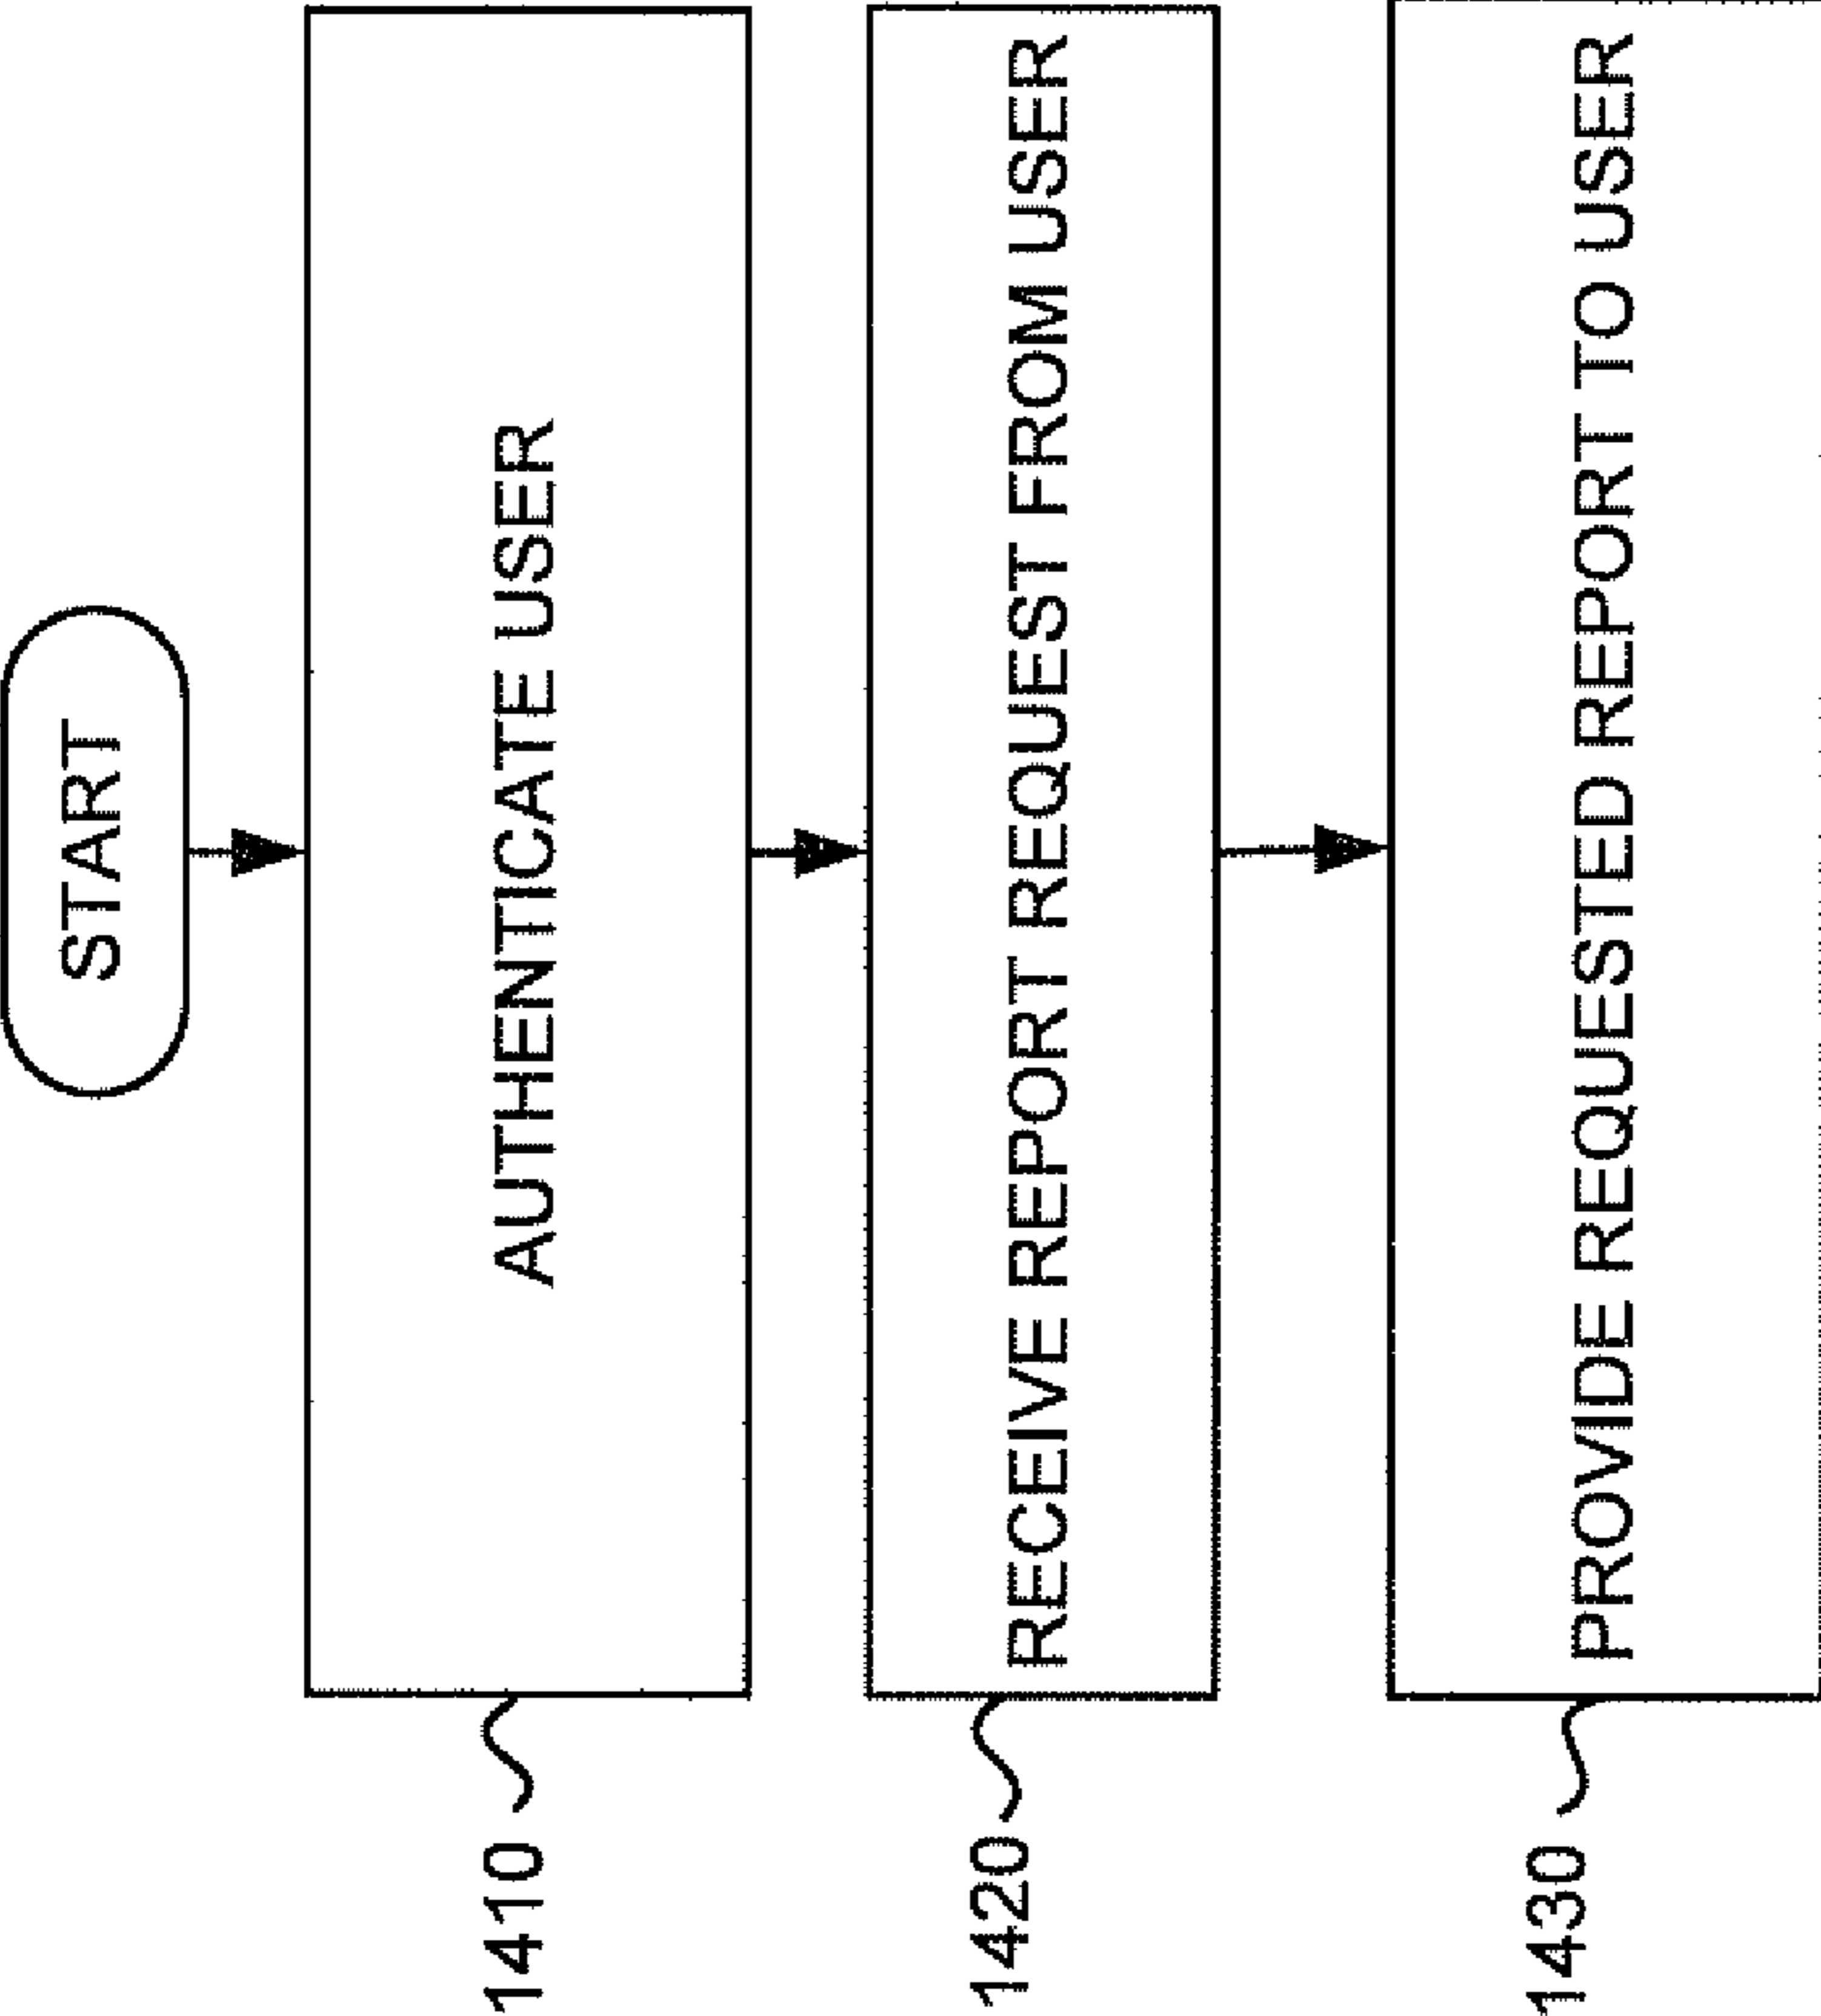 START
1410
AUTHENTICATE USER
1420
RECEIVE REPORT REQUEST FROM USER
1430
PROVIDE REQUESTED REPORT TO USER